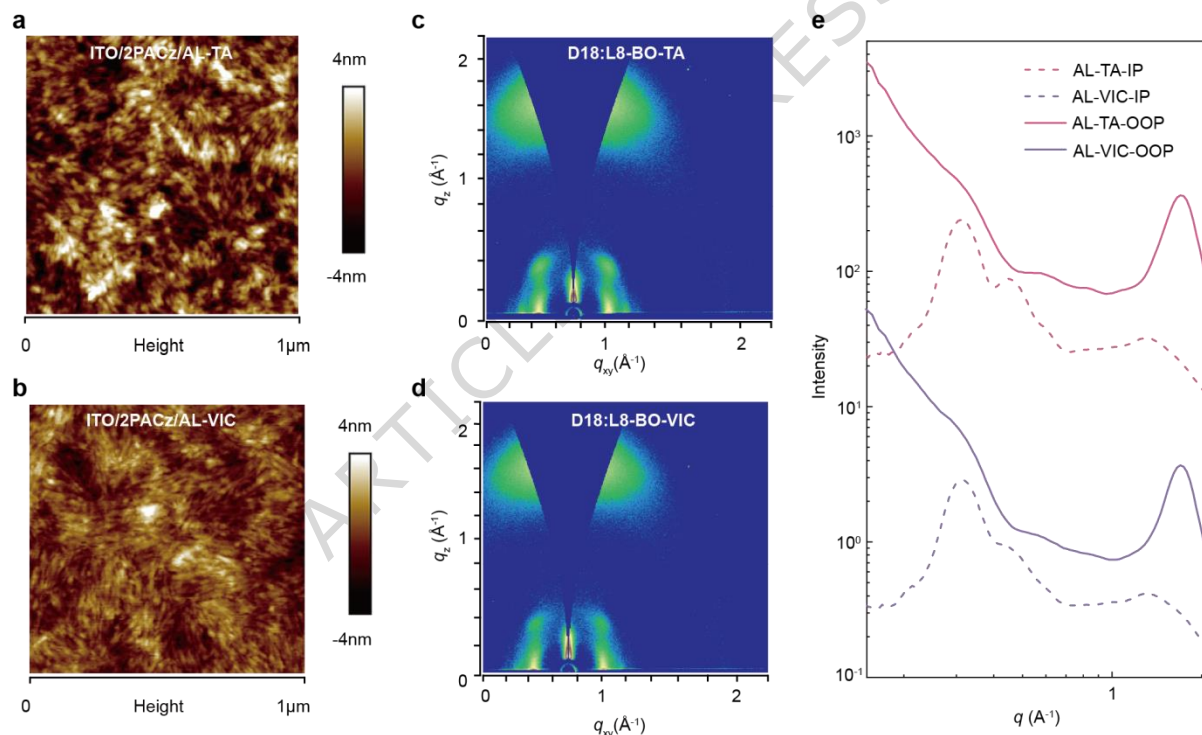 a
ITO/2PACz/AL-TA
4nm
-4nm
0 Height 1μm
b
ITO/2PACz/AL-VIC
4nm
-4nm
0 Height 1μm
c
D18:L8-BO-TA
2
1
0
qz (Å-1)
0 1 2
qxy(Å-1)
d
D18:L8-BO-VIC
2
1
0
qz (Å-1)
0 1 2
qxy(Å-1)
e
AL-TA-IP
AL-VIC-IP
AL-TA-OOP
AL-VIC-OOP
103
102
101
100
10-1
Intensity
1
q (A-1)
ARTICLE
RESS